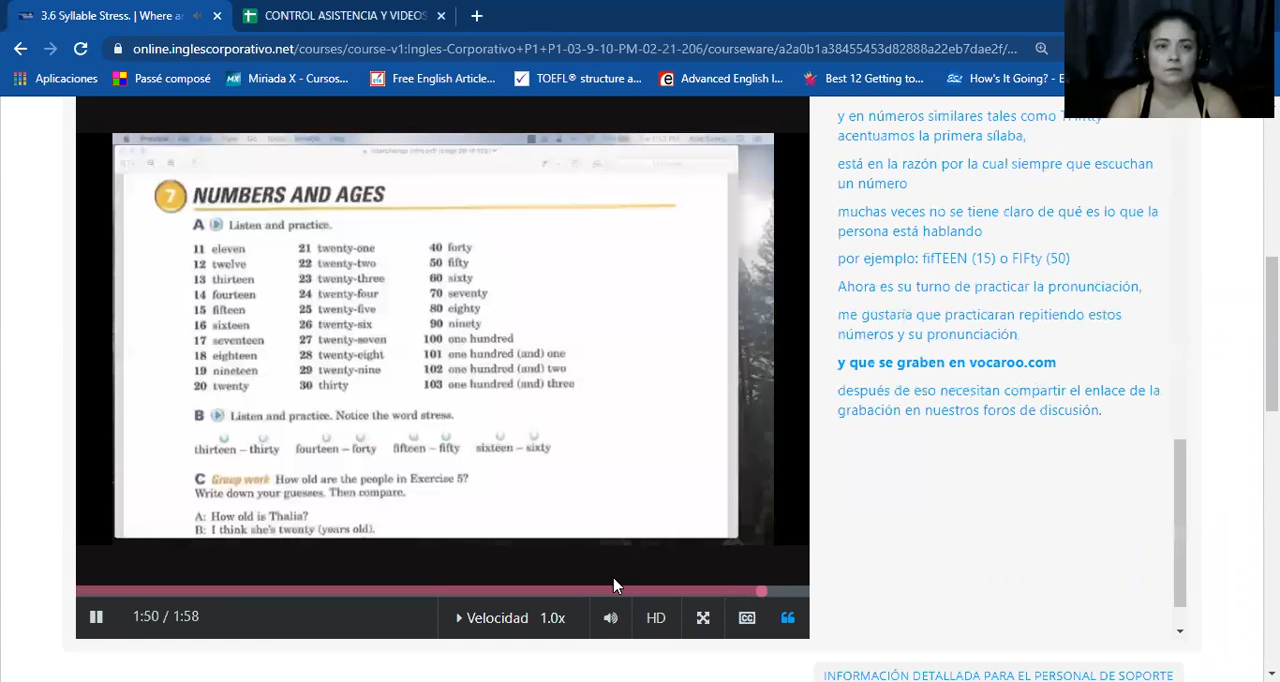 3.6 Syllable Stress. | Where a
CONTROL ASISTENCIA Y VIDEOS
online.inglescorporativo.net/courses/course-v1:Ingles-Corporativo+P1+P1-03-9-10-PM-02-21-206/courseware/a2a0b1a38455453d82888a22eb7dae2f/...
Aplicaciones
Passé composé
Miriada X - Cursos...
Free English Article...
TOEFL® structure a...
Advanced English l...
Best 12 Getting to...
How's It Going? - E
7 NUMBERS AND AGES
A Listen and practice.
11 eleven 21 twenty-one 40 forty
12 twelve 22 twenty-two 50 fifty
13 thirteen 23 twenty-three 60 sixty
14 fourteen 24 twenty-four 70 seventy
15 fifteen 25 twenty-five 80 eighty
16 sixteen 26 twenty-six 90 ninety
17 seventeen 27 twenty-seven 100 one hundred
18 eighteen 28 twenty-eight 101 one hundred (and) one
19 nineteen 29 twenty-nine 102 one hundred (and) two
20 twenty 30 thirty 103 one hundred (and) three
B Listen and practice. Notice the word stress.
thirteen – thirty fourteen – forty fifteen – fifty sixteen – sixty
C Group work How old are the people in Exercise 5?
Write down your guesses. Then compare.
A: How old is Thalia?
B: I think she's twenty (years old).
1:50 / 1:58
Velocidad 1.0x
HD
CC
y en números similares tales como
acentuamos la primera sílaba,
está en la razón por la cual siempre que escuchan
un número
muchas veces no se tiene claro de qué es lo que la
persona está hablando
por ejemplo: fifTEEN (15) o FIFty (50)
Ahora es su turno de practicar la pronunciación,
me gustaría que practicaran repitiendo estos
números y su pronunciación
y que se graben en vocaroo.com
después de eso necesitan compartir el enlace de la
grabación en nuestros foros de discusión.
INFORMACIÓN DETALLADA PARA EL PERSONAL DE SOPORTE